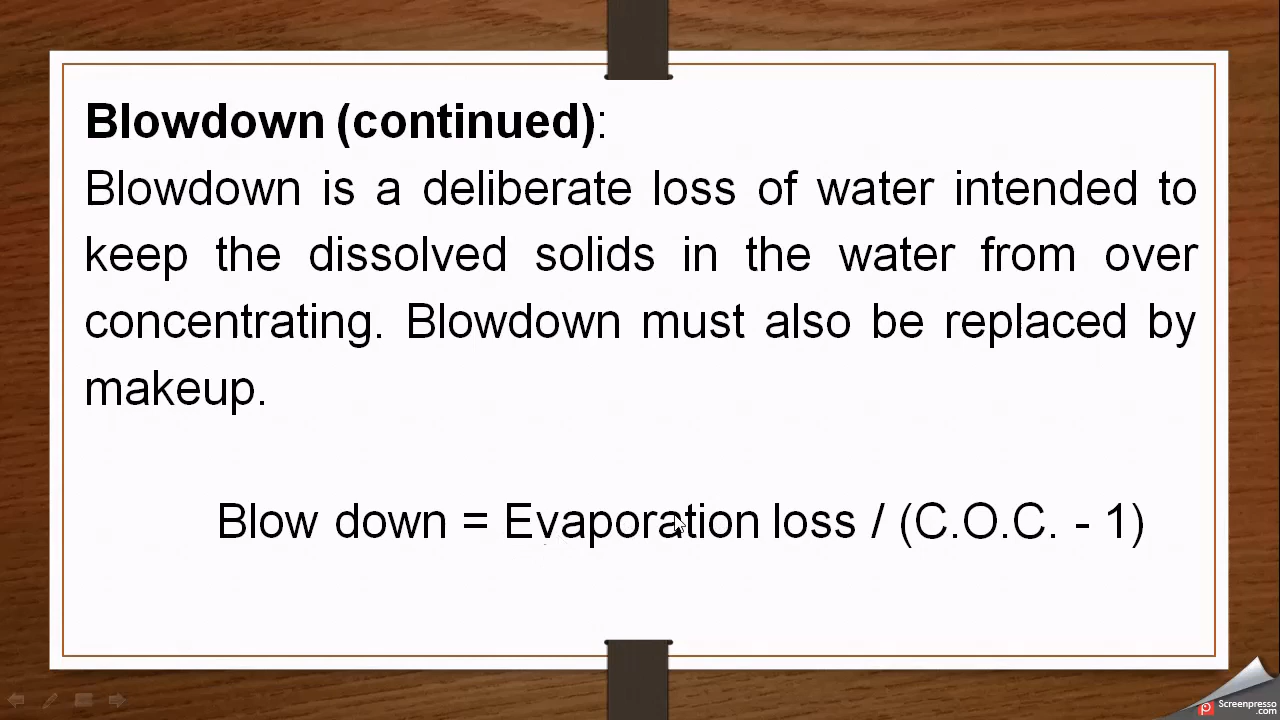 Blowdown (continued):
Blowdown is a deliberate loss of water intended to
keep the dissolved solids in the water from over
concentrating. Blowdown must also be replaced by
makeup.
Blow down = Evaporation loss / (C.O.C. - 1)
Screenpresso
.com